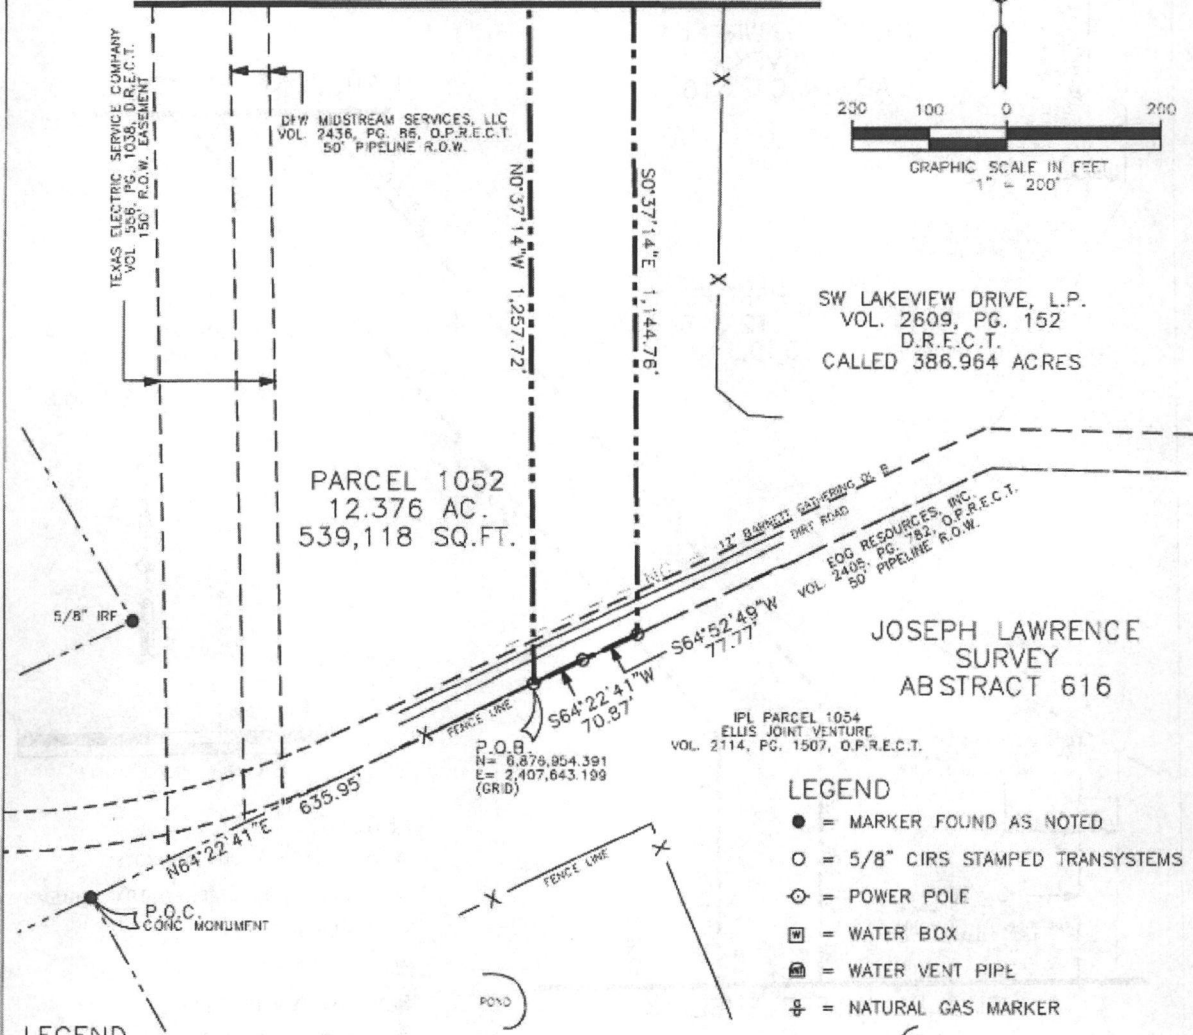 TEXAS ELECTRIC SERVICE COMPANY
VOL. 556, PG. 1038, D.R.E.C.T.
150' R.O.W. EASEMENT
DFW MIDSTREAM SERVICES, LLC
VOL. 2436, PG. 86, O.P.R.E.C.T.
50' PIPELINE R.O.W.
N0°37'14"W 1,257.72'
S0°37'14"E 1,144.76'
200 100 0 200
GRAPHIC SCALE IN FEET
1" = 200'
SW LAKEVIEW DRIVE, L.P.
VOL. 2609, PG. 152
D.R.E.C.T.
CALLED 386.964 ACRES
PARCEL 1052
12.376 AC.
539,118 SQ.FT.
12" BARNETT GATHERING
DIRT ROAD
EOG RESOURCES, INC.
VOL. 2405, PG. 782, O.P.R.E.C.T.
50' PIPELINE R.O.W.
5/8" IRF
S64°52'49"W
77.77'
S64°22'41"W
70.87'
JOSEPH LAWRENCE
SURVEY
ABSTRACT 616
FENCE LINE
P.O.B.
N= 6,876,954.391
E= 2,407,643.199
(GRID)
IPL PARCEL 1054
ELLIS JOINT VENTURE
VOL. 2114, PG. 1507, O.P.R.E.C.T.
N64°22'41"E 635.95'
P.O.C.
CONC MONUMENT
FENCE LINE
POND
LEGEND
= MARKER FOUND AS NOTED
= 5/8" CIRS STAMPED TRANSYSTEMS
= POWER POLE
W = WATER BOX
= WATER VENT PIPE
= NATURAL GAS MARKER
LEGEND